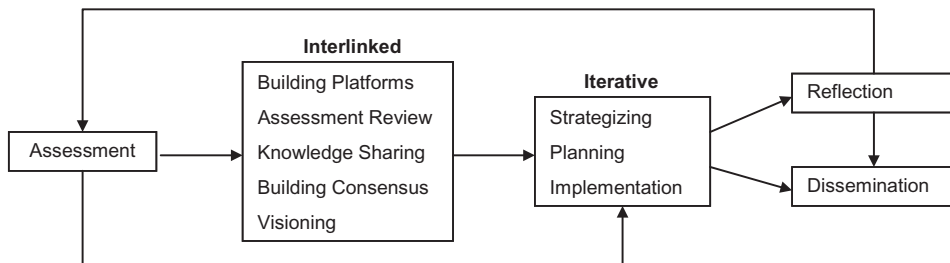 Interlinked
Building Platforms
Assessment Review
Knowledge Sharing
Building Consensus
Visioning
Iterative
Strategizing
Planning
Implementation
Reflection
Dissemination
Assessment